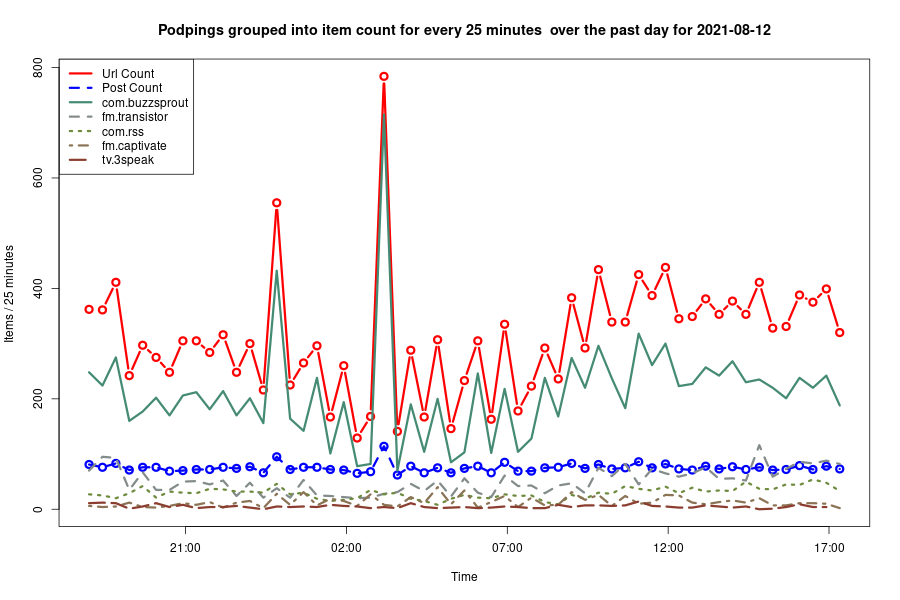 Podpings grouped into item count for every 25 minutes  over the past day for 2021-08-12
Items / 25 minutes
800
600
400
200
0
Url Count
Post Count
com.buzzsprout
fm.transistor
com.rss
fm.captivate
tv.3speak
21:00
02:00
07:00
12:00
17:00
Time